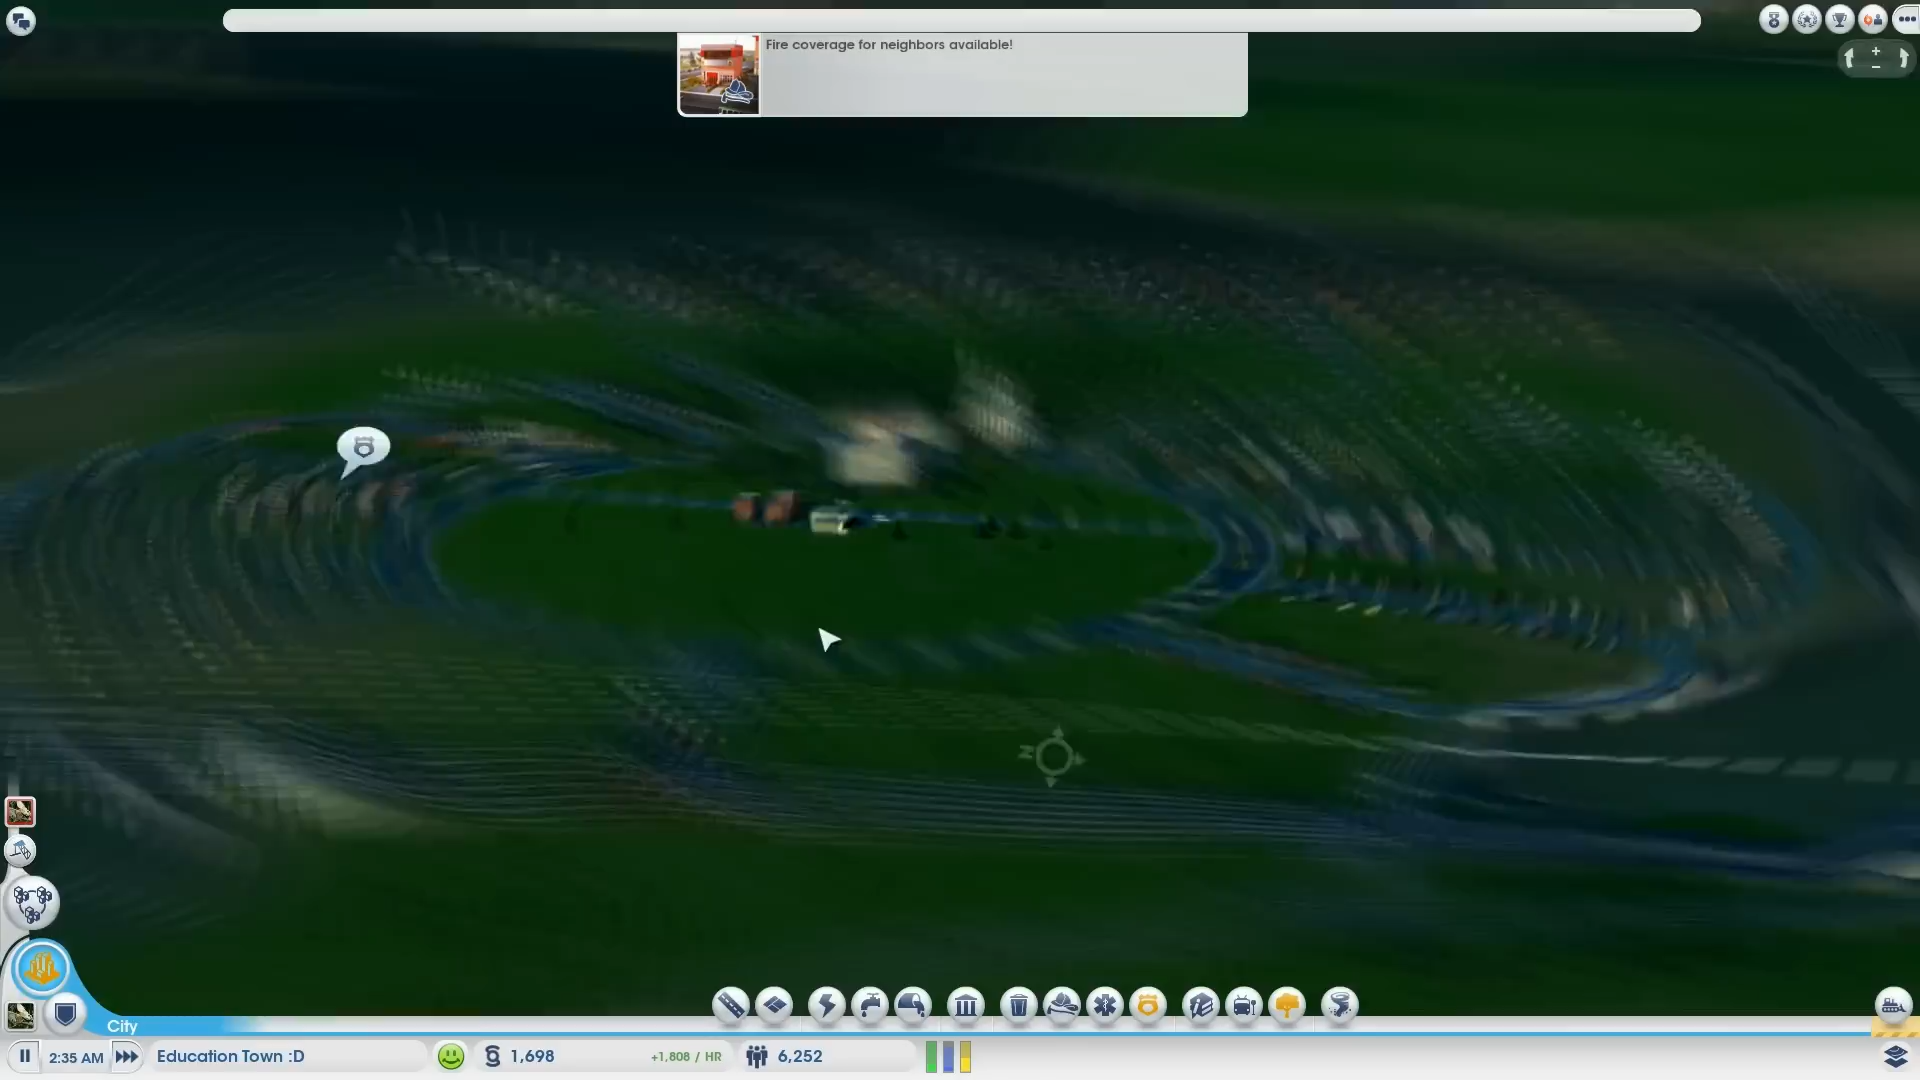 Fire coverage for neighbors available!
City
2:35 AM
Education Town :D
1,698
+1,808 / HR
6,252